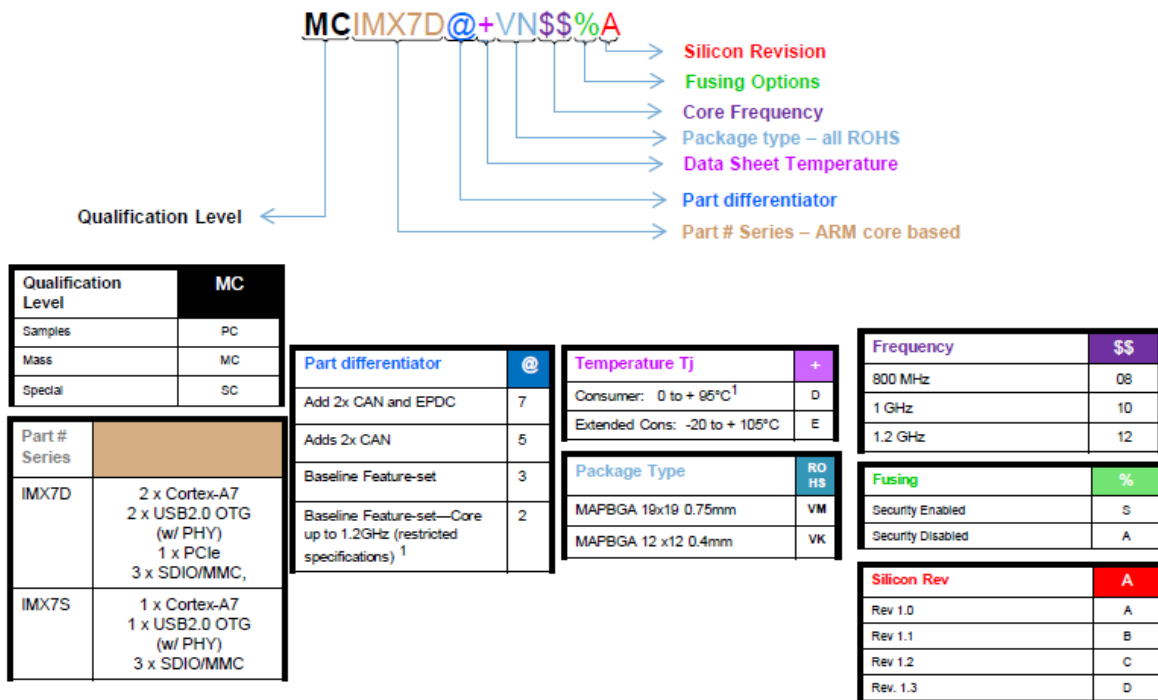 MCIMX7D@+VN$$%A
Silicon Revision
Fusing Options
Core Frequency
Package type – all ROHS
Data Sheet Temperature
Part differentiator
Qualification Level
Part # Series – ARM core based
Qualification Level MC
Samples PC
Mass MC
Special SC
Part # Series
IMX7D
2 x Cortex-A7
2 x USB2.0 OTG
(w/ PHY)
1 x PCIe
3 x SDIO/MMC,
IMX7S
1 x Cortex-A7
1 x USB2.0 OTG
(w/ PHY)
3 x SDIO/MMC
Part differentiator @
Add 2x CAN and EPDC 7
Adds 2x CAN 5
Baseline Feature-set 3
Baseline Feature-set—Core 2
up to 1.2GHz (restricted
specifications) 1
Temperature Tj +
Consumer: 0 to + 95°C1 D
Extended Cons: -20 to + 105°C E
Package Type ROHS
MAPBGA 19x19 0.75mm VM
MAPBGA 12 x12 0.4mm VK
Frequency $$
800 MHz 08
1 GHz 10
1.2 GHz 12
Fusing %
Security Enabled S
Security Disabled A
Silicon Rev A
Rev 1.0 A
Rev 1.1 B
Rev 1.2 C
Rev. 1.3 D